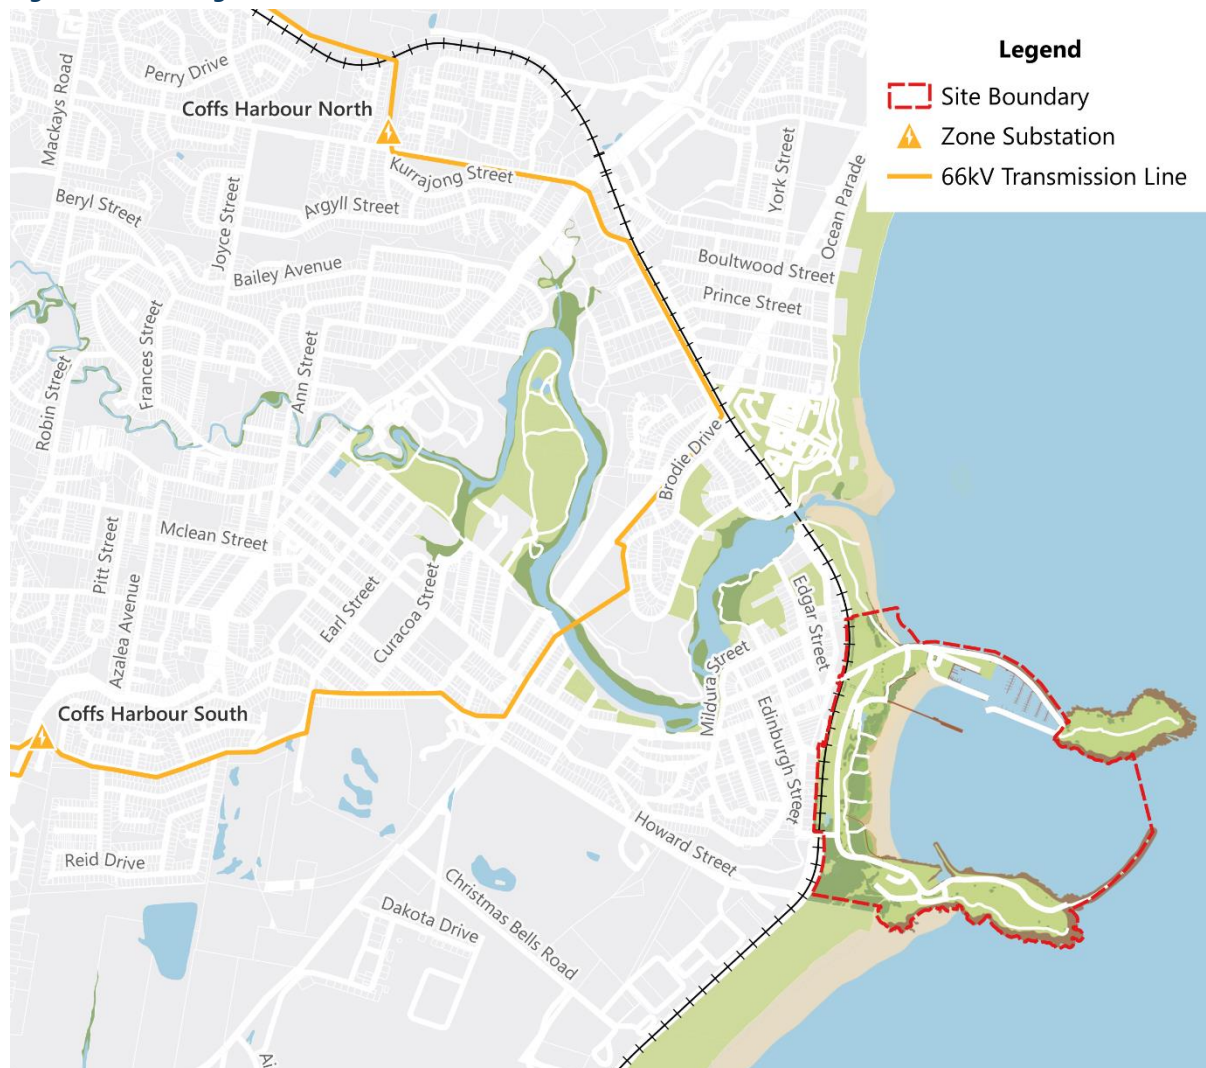 Legend
Site Boundary
Zone Substation
66kV Transmission Line
Perry Drive
Mackays Road
Coffs Harbour North
Kurrajong Street
York Street
Ocean Parade
Beryl Street
Joyce Street
Argyll Street
Bailey Avenue
Boultwood Street
Prince Street
Frances Street
Ann Street
Robin Street
Brodie Drive
Mclean Street
Pitt Street
Azalea Avenue
Earl Street
Curacoa Street
Edgar Street
Mildura Street
Edinburgh Street
Coffs Harbour South
Howard Street
Reid Drive
Christmas Bells Road
Dakota Drive